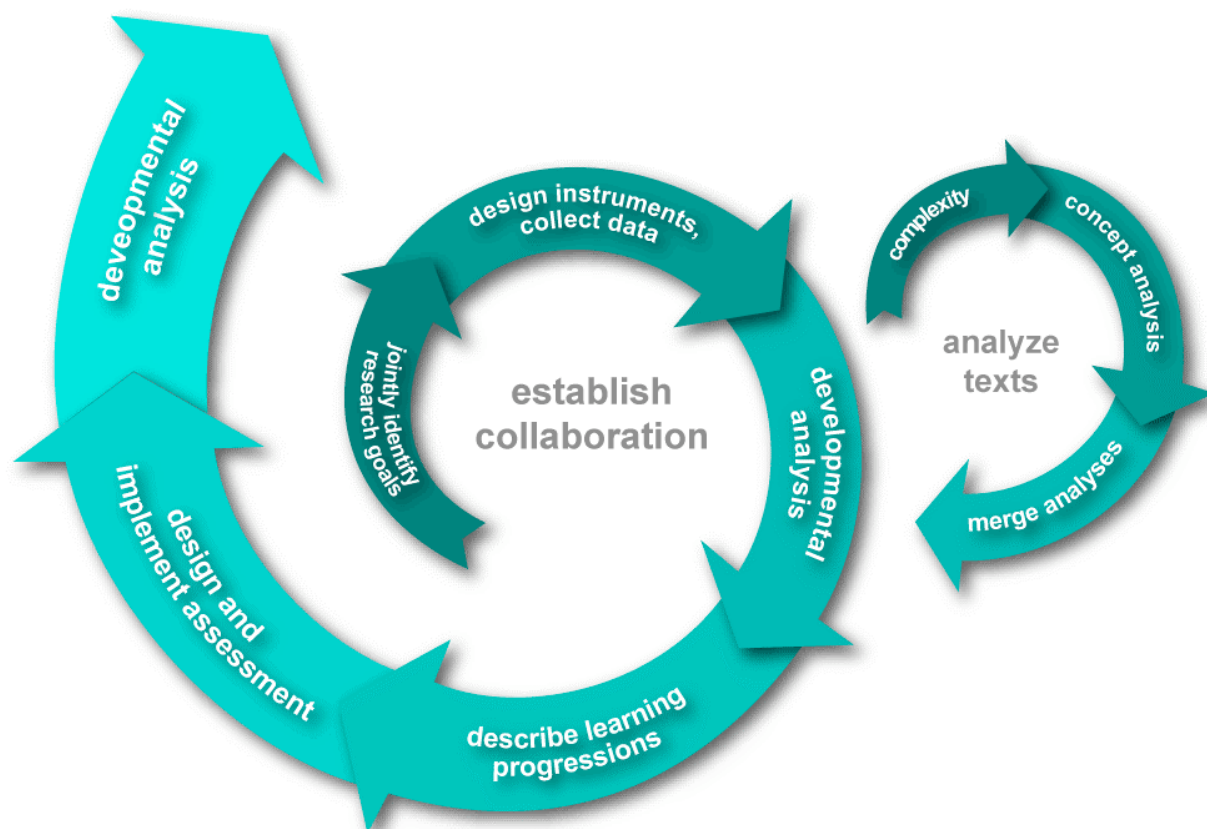 deveopmental
analysis
design instruments,
collect data
complexity
concept analysis
jointly identify
research goals
establish
collaboration
developmental
analysis
analyze
texts
merge analyses
design and
implement assessment
describe learning
progressions